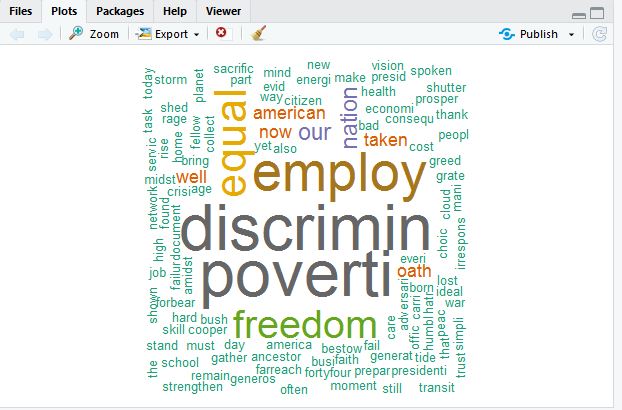 Files Plots Packages Help Viewer
Zoom Export Publish
sacrific mind new vision
today storm planet part evid energi make presid spoken
way citizen health shutter
shed american nation economi prosper
task rage equal now our bad consequ thank
servic rise fellow collect yet also taken cost peopl
home bring well employ greed
midst crisi age grate
network found document discrimin choic cloud mani
irrespons
high job failur amidst poverti everi
oath
shown forbear born lost
adversari carri ideal
hard bush freedom care offic humbl that peac war
skill cooper simpli
stand must day america bestow fail
the school gather ancestor busi faith generat tide trust
remain farreach
strengthen generos fortyfour prepar presidenti
often moment still transit